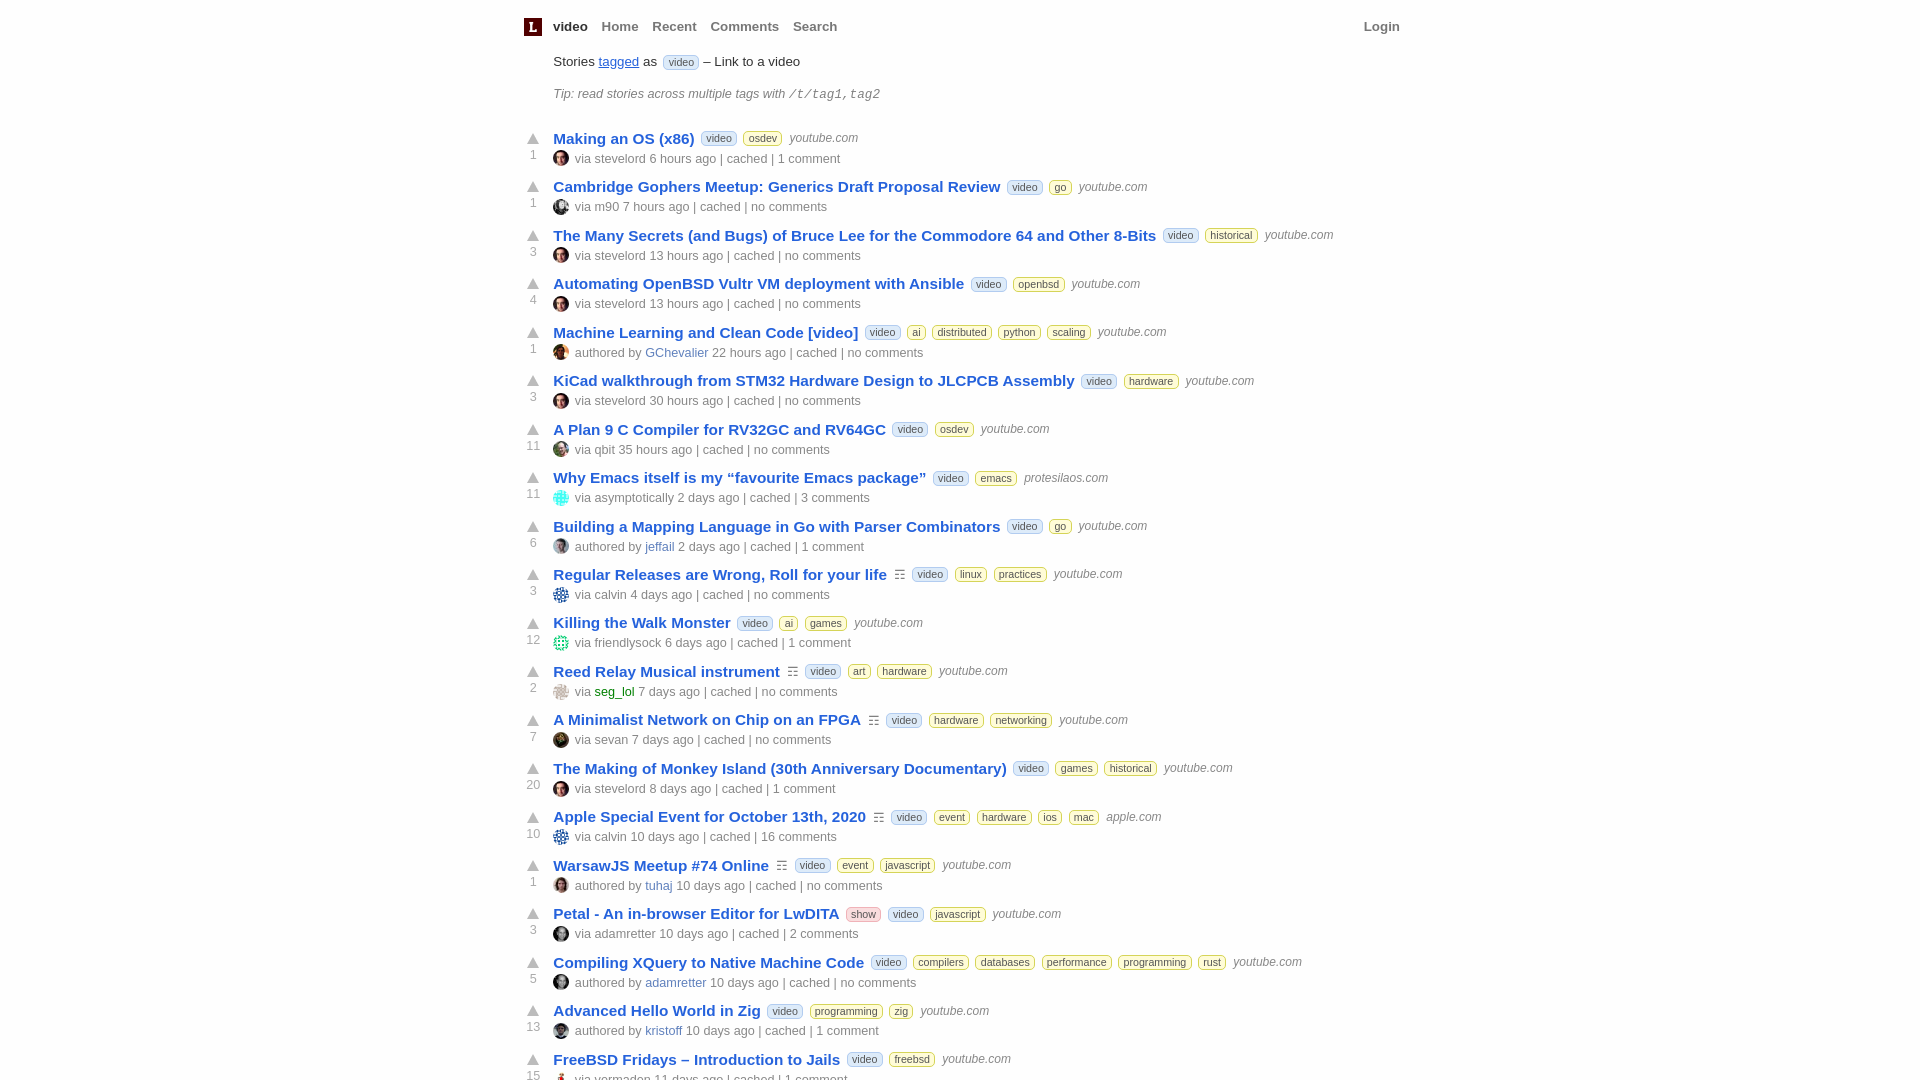 L video Home Recent Comments Search Login
Stories tagged as video – Link to a video
Tip: read stories across multiple tags with /t/tag1,tag2
Making an OS (x86) video osdev youtube.com
1 via stevelord 6 hours ago | cached | 1 comment
Cambridge Gophers Meetup: Generics Draft Proposal Review video go youtube.com
1 via m90 7 hours ago | cached | no comments
The Many Secrets (and Bugs) of Bruce Lee for the Commodore 64 and Other 8-Bits video historical youtube.com
3 via stevelord 13 hours ago | cached | no comments
Automating OpenBSD Vultr VM deployment with Ansible video openbsd youtube.com
4 via stevelord 13 hours ago | cached | no comments
Machine Learning and Clean Code [video] video ai distributed python scaling youtube.com
1 authored by GChevalier 22 hours ago | cached | no comments
KiCad walkthrough from STM32 Hardware Design to JLCPCB Assembly video hardware youtube.com
3 via stevelord 30 hours ago | cached | no comments
A Plan 9 C Compiler for RV32GC and RV64GC video osdev youtube.com
11 via qbit 35 hours ago | cached | no comments
Why Emacs itself is my “favourite Emacs package” video emacs protesilaos.com
11 via asymptotically 2 days ago | cached | 3 comments
Building a Mapping Language in Go with Parser Combinators video go youtube.com
6 authored by jeffail 2 days ago | cached | 1 comment
Regular Releases are Wrong, Roll for your life ☶ video linux practices youtube.com
3 via calvin 4 days ago | cached | no comments
Killing the Walk Monster video ai games youtube.com
12 via friendlysock 6 days ago | cached | 1 comment
Reed Relay Musical instrument ☶ video art hardware youtube.com
2 via seg_lol 7 days ago | cached | no comments
A Minimalist Network on Chip on an FPGA ☶ video hardware networking youtube.com
7 via sevan 7 days ago | cached | no comments
The Making of Monkey Island (30th Anniversary Documentary) video games historical youtube.com
20 via stevelord 8 days ago | cached | 1 comment
Apple Special Event for October 13th, 2020 ☶ video event hardware ios mac apple.com
10 via calvin 10 days ago | cached | 16 comments
WarsawJS Meetup #74 Online ☶ video event javascript youtube.com
1 authored by tuhaj 10 days ago | cached | no comments
Petal - An in-browser Editor for LwDITA show video javascript youtube.com
3 via adamretter 10 days ago | cached | 2 comments
Compiling XQuery to Native Machine Code video compilers databases performance programming rust youtube.com
5 authored by adamretter 10 days ago | cached | no comments
Advanced Hello World in Zig video programming zig youtube.com
13 authored by kristoff 10 days ago | cached | 1 comment
FreeBSD Fridays – Introduction to Jails video freebsd youtube.com
15 via vermaden 11 days ago | cached | 1 comment